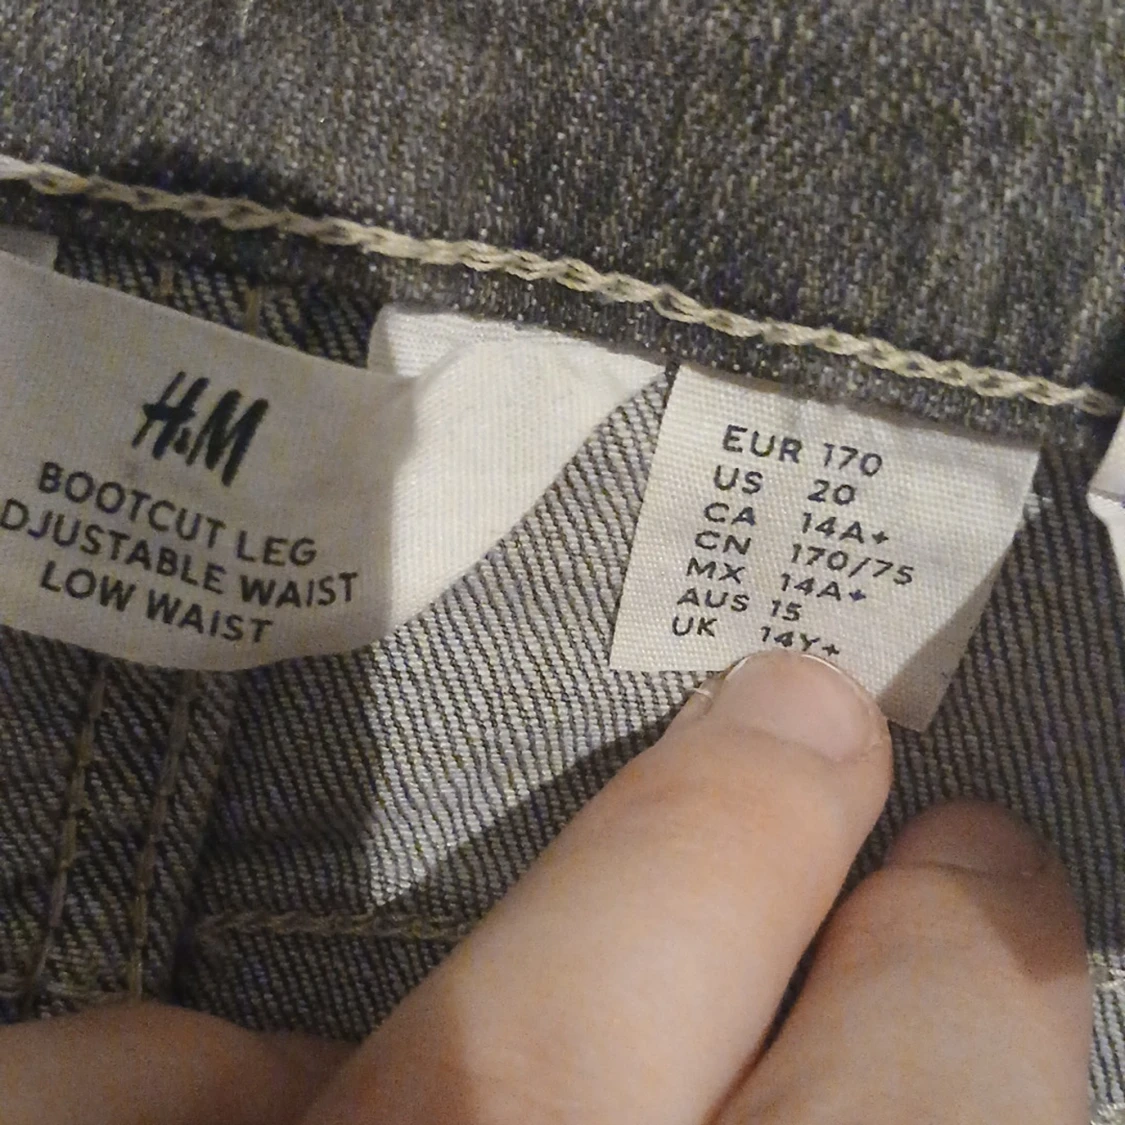 H&M
BOOTCUT LEG
DJUSTABLE WAIST
LOW WAIST
EUR 170
US 20
CA 14A+
CN 170/75
MX 14A+
AUS 15
UK 14Y+